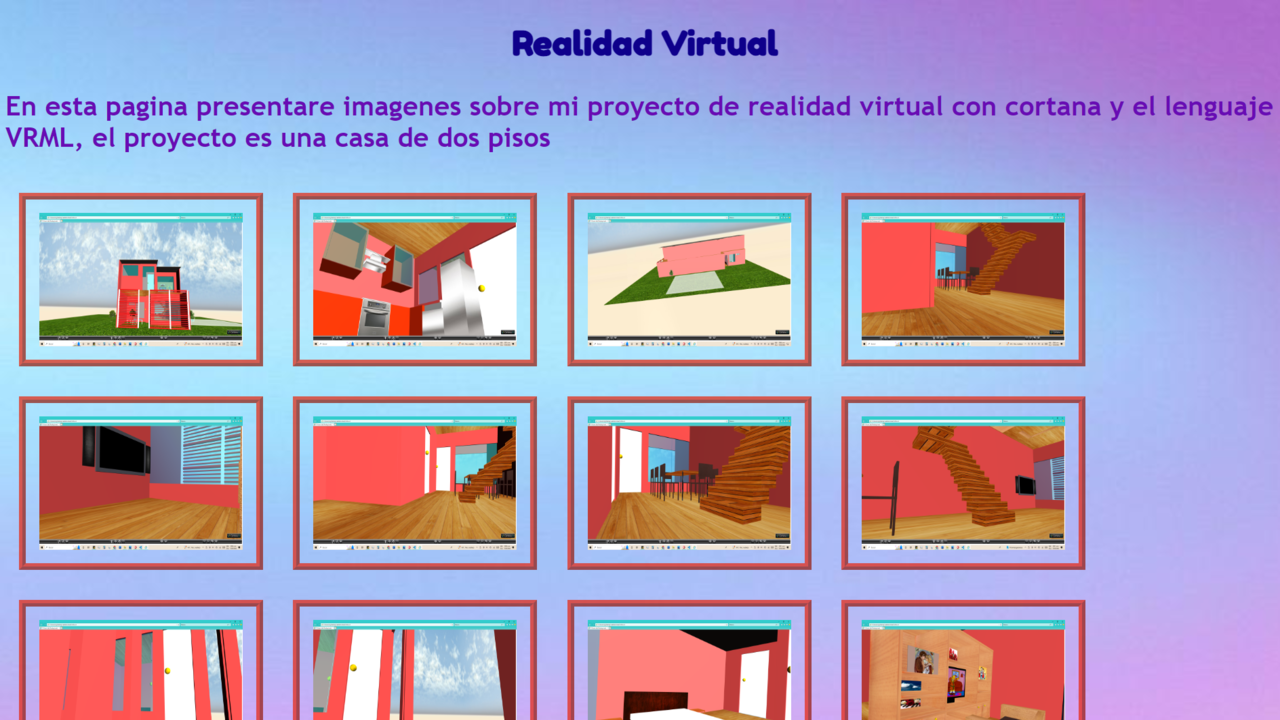 Realidad Virtual
En esta pagina presentare imagenes sobre mi proyecto de realidad virtual con cortana y el lenguaje
VRML, el proyecto es una casa de dos pisos